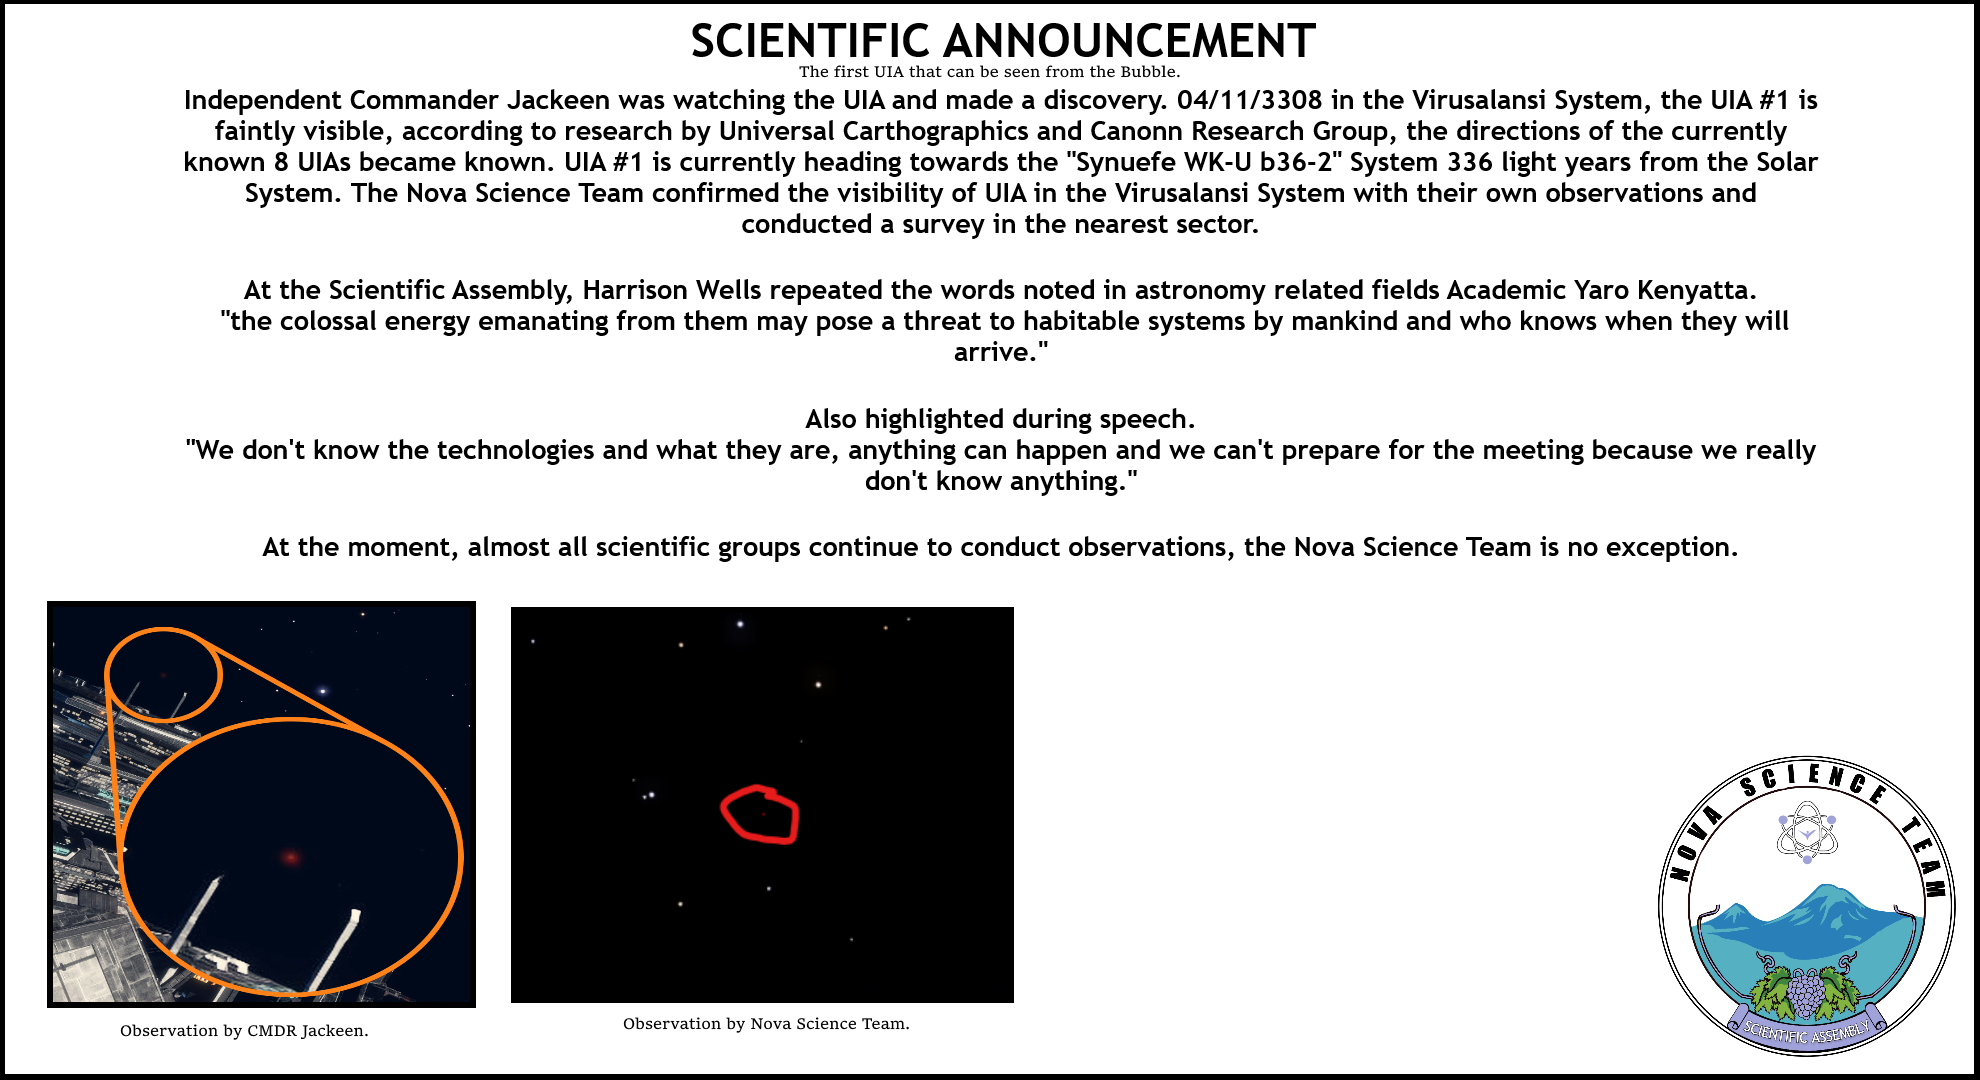 SCIENTIFIC ANNOUNCEMENT
The first UIA that can be seen from the Bubble.
Independent Commander Jackeen was watching the UIA and made a discovery. 04/11/3308 in the Virusalansi System, the UIA #1 is
faintly visible, according to research by Universal Carthographics and Canonn Research Group, the directions of the currently
known 8 UIAs became known. UIA #1 is currently heading towards the "Synuefe WK-U b36-2" System 336 light years from the Solar
System. The Nova Science Team confirmed the visibility of UIA in the Virusalansi System with their own observations and
conducted a survey in the nearest sector.
At the Scientific Assembly, Harrison Wells repeated the words noted in astronomy related fields Academic Yaro Kenyatta.
"the colossal energy emanating from them may pose a threat to habitable systems by mankind and who knows when they will
arrive."
Also highlighted during speech.
"We don't know the technologies and what they are, anything can happen and we can't prepare for the meeting because we really
don't know anything."
At the moment, almost all scientific groups continue to conduct observations, the Nova Science Team is no exception.
Observation by CMDR Jackeen.
Observation by Nova Science Team.
NOVA SCIENCE TEAM
SCIENTIFIC ASSEMBLY